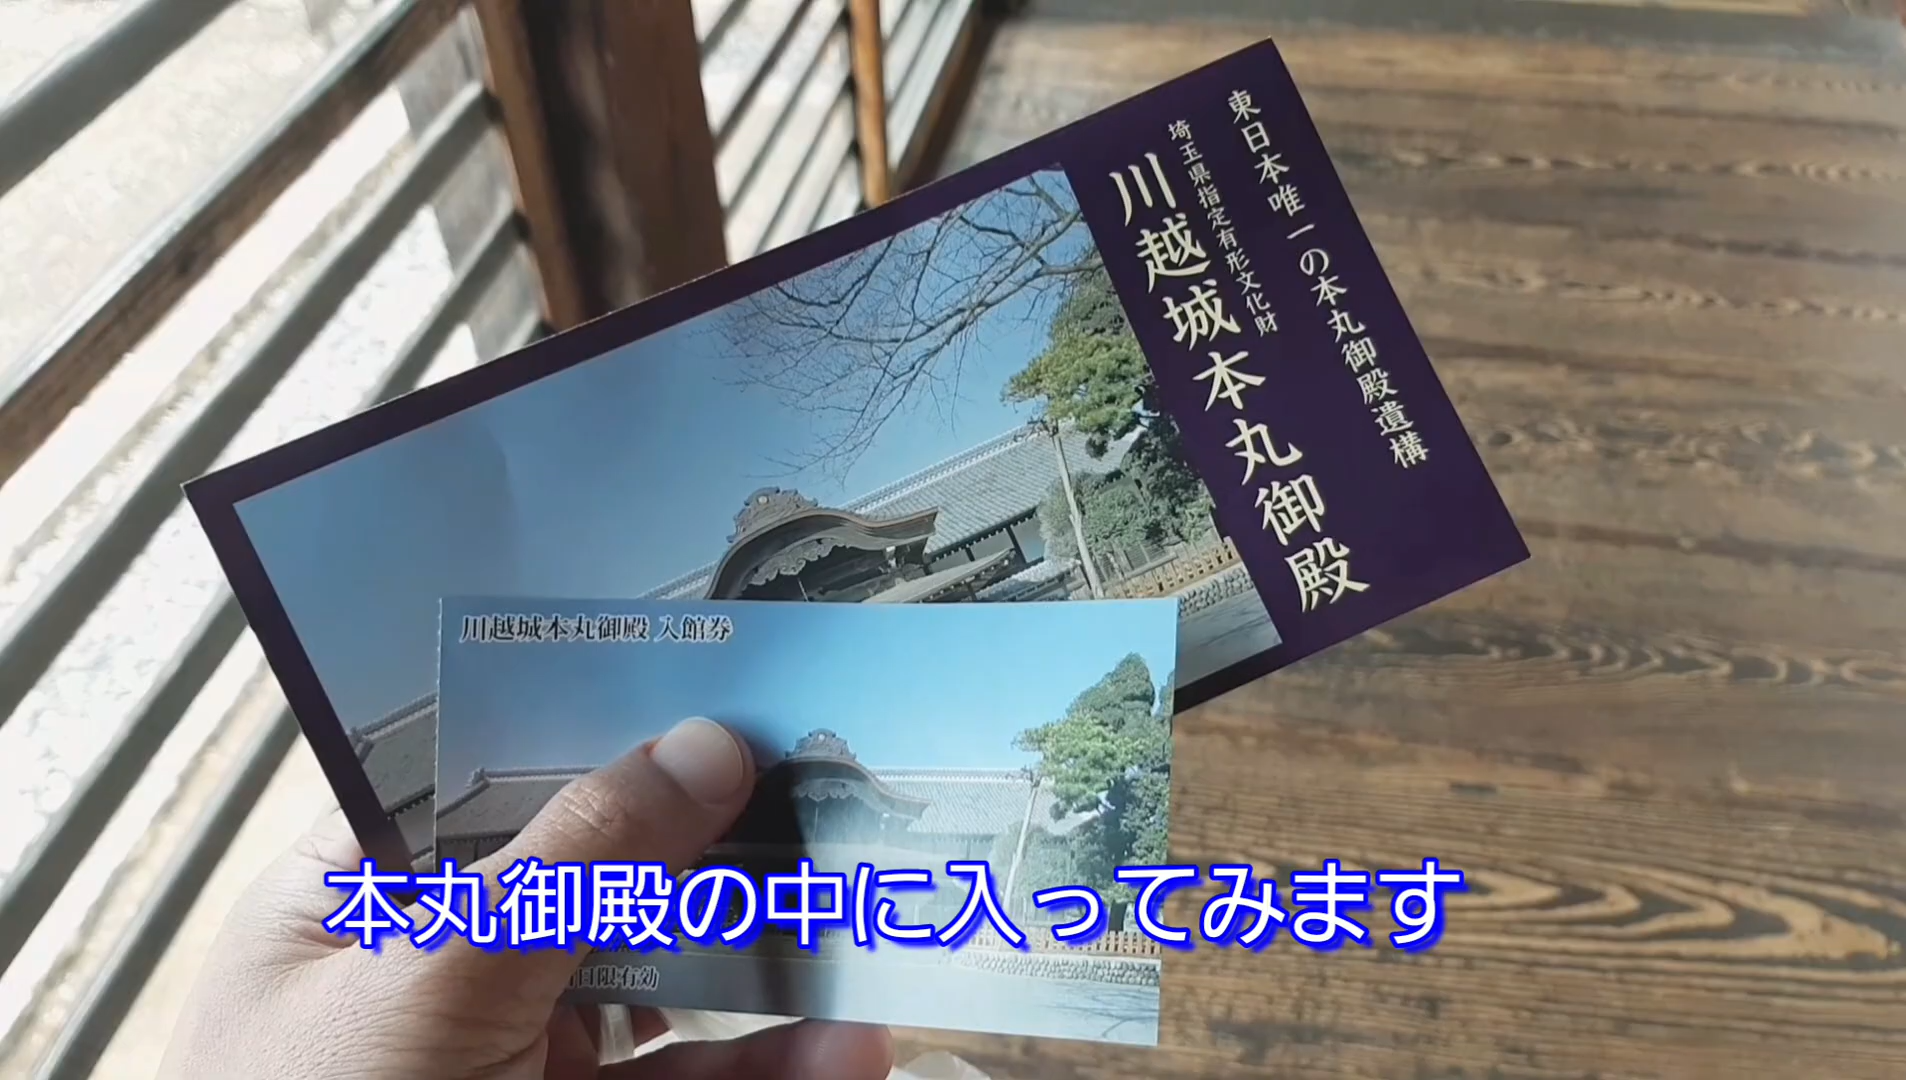 東日本唯一の本丸御殿遺構
埼玉県指定有形文化財
川越城本丸御殿
川越城本丸御殿 入館券
日限有効
本丸御殿の中に入ってみます